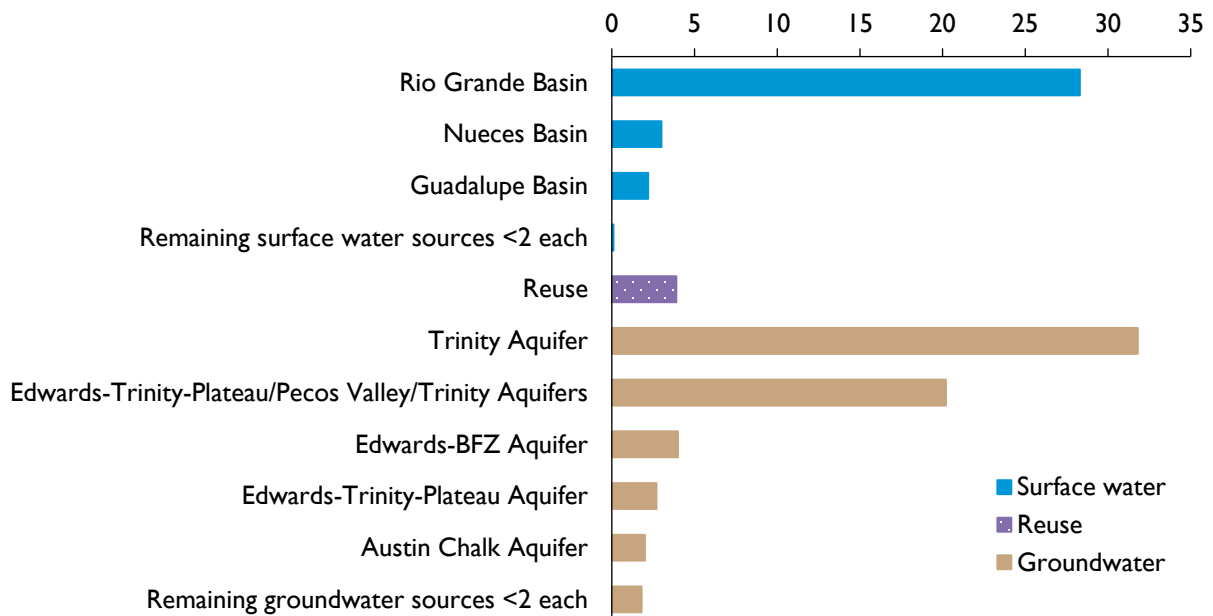 0 5 10 15 20 25 30 35
Rio Grande Basin
Nueces Basin
Guadalupe Basin
Remaining surface water sources <2 each
Reuse
Trinity Aquifer
Edwards-Trinity-Plateau/Pecos Valley/Trinity Aquifers
Edwards-BFZ Aquifer
Edwards-Trinity-Plateau Aquifer
Austin Chalk Aquifer
Remaining groundwater sources <2 each
Surface water
Reuse
Groundwater